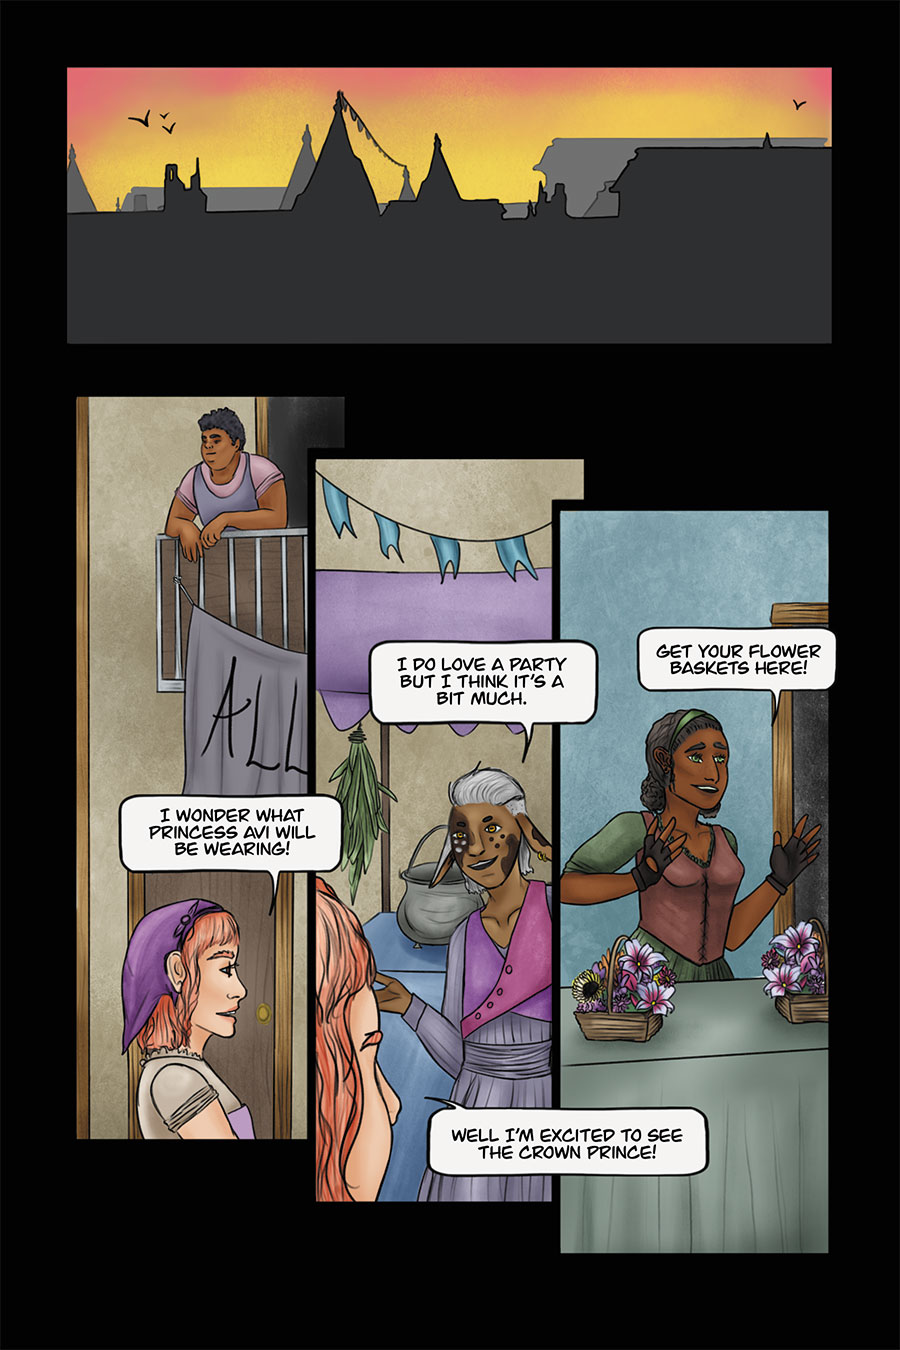 ALL
I WONDER WHAT
PRINCESS AVI WILL
BE WEARING!
I DO LOVE A PARTY
BUT I THINK IT'S A
BIT MUCH.
WELL I'M EXCITED TO SEE
THE CROWN PRINCE!
GET YOUR FLOWER
BASKETS HERE!